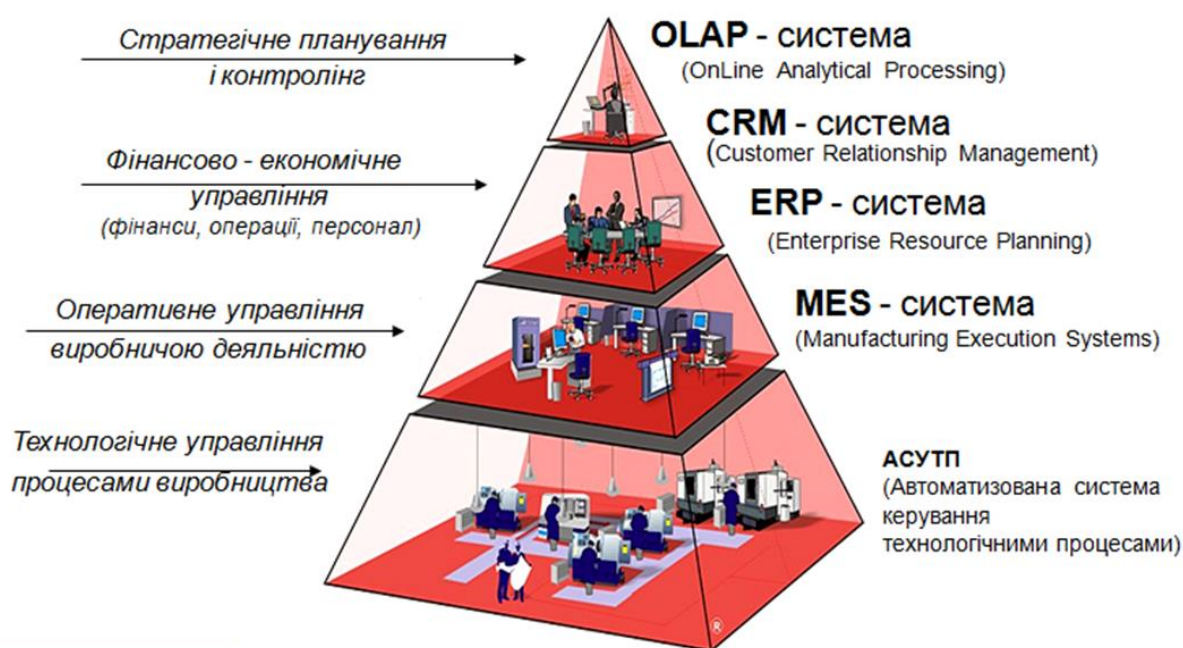 Стратегічне планування
і контролінг
OLAP - система
(OnLine Analytical Processing)
CRM - система
(Customer Relationship Management)
Фінансово - економічне
управління
(фінанси, операції, персонал)
ERP - система
(Enterprise Resource Planning)
Оперативне управління
виробничою деяльністю
MES - система
(Manufacturing Execution Systems)
Технологічне управління
процесами виробництва
АСУТП
(Автоматизована система
керування
технологічними процесами)
®